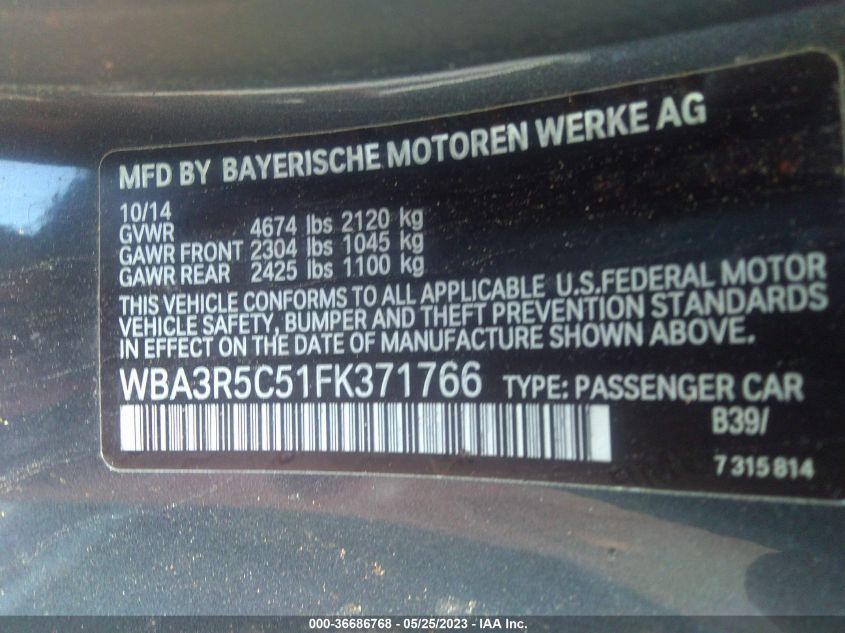 MFD BY BAYERISCHE MOTOREN WERKE AG
10/14
GVWR 4674 lbs 2120 kg
GAWR FRONT 2304 lbs 1045 kg
GAWR REAR 2425 lbs 1100 kg
THIS VEHICLE CONFORMS TO ALL APPLICABLE U.S.FEDERAL MOTOR
VEHICLE SAFETY, BUMPER AND THEFT PREVENTION STANDARDS
IN EFFECT ON THE DATE OF MANUFACTURE SHOWN ABOVE.
WBA3R5C51FK371766 TYPE: PASSENGER CAR
B39/
7 315 814
000-36686768 - 05/25/2023 - IAA Inc.